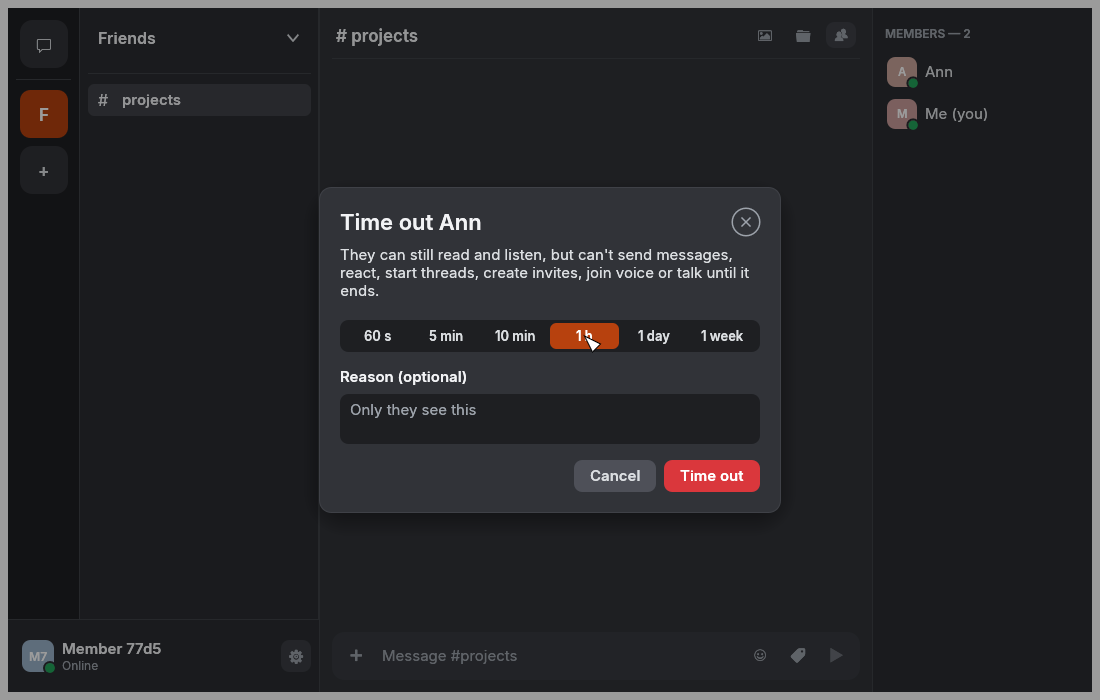 Friends
# projects
MEMBERS — 2
A
Ann
F
# projects
M
Me (you)
+
Time out Ann
They can still read and listen, but can't send messages,
react, start threads, create invites, join voice or talk until it
ends.
60 s
5 min
10 min
1 h
1 day
1 week
Reason (optional)
Only they see this
Cancel
Time out
M7
Member 77d5
Online
+
Message #projects